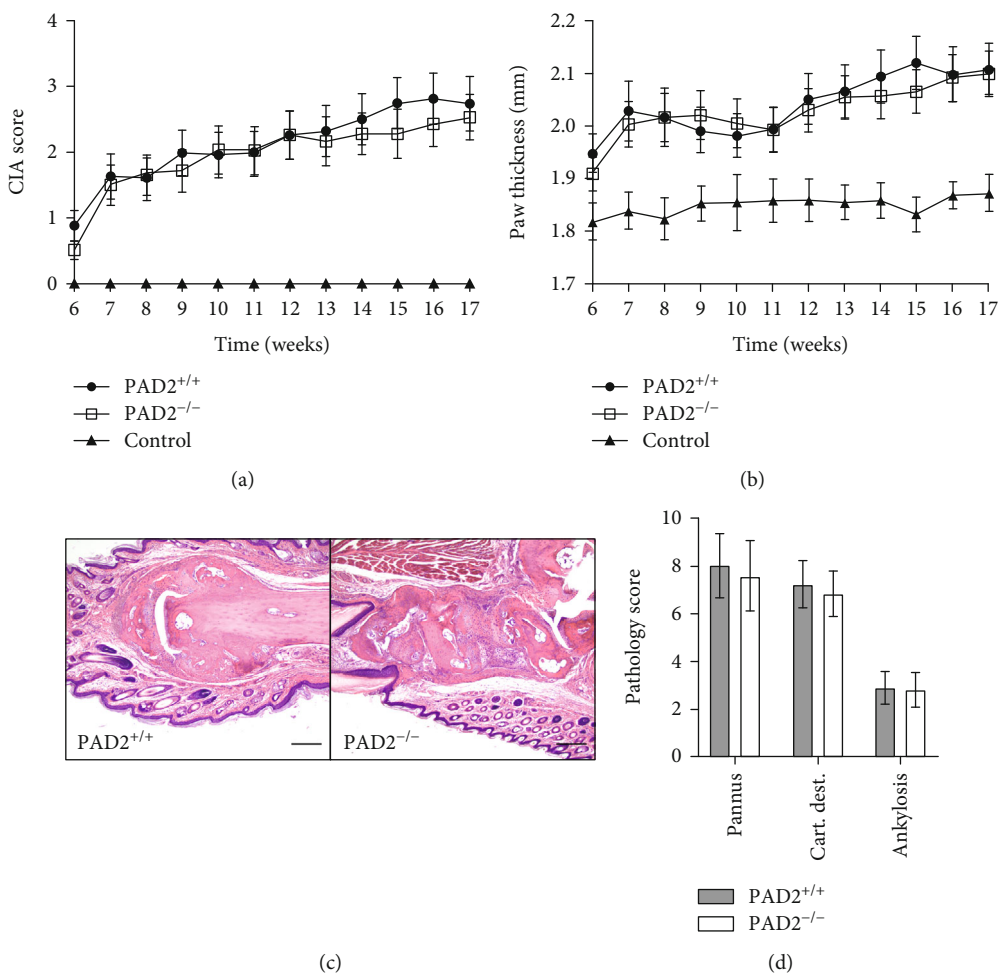 4
3
2
1
0
CIA score
6 7 8 9 10 11 12 13 14 15 16 17
Time (weeks)
PAD2+/+
PAD2−/−
Control
(a)
2.2
2.1
2.0
1.9
1.8
1.7
Paw thickness (mm)
6 7 8 9 10 11 12 13 14 15 16 17
Time (weeks)
PAD2+/+
PAD2−/−
Control
(b)
PAD2+/+
PAD2−/−
(c)
10
8
6
4
2
0
Pathology score
Pannus
Cart. dest.
Ankylosis
PAD2+/+
PAD2−/−
(d)